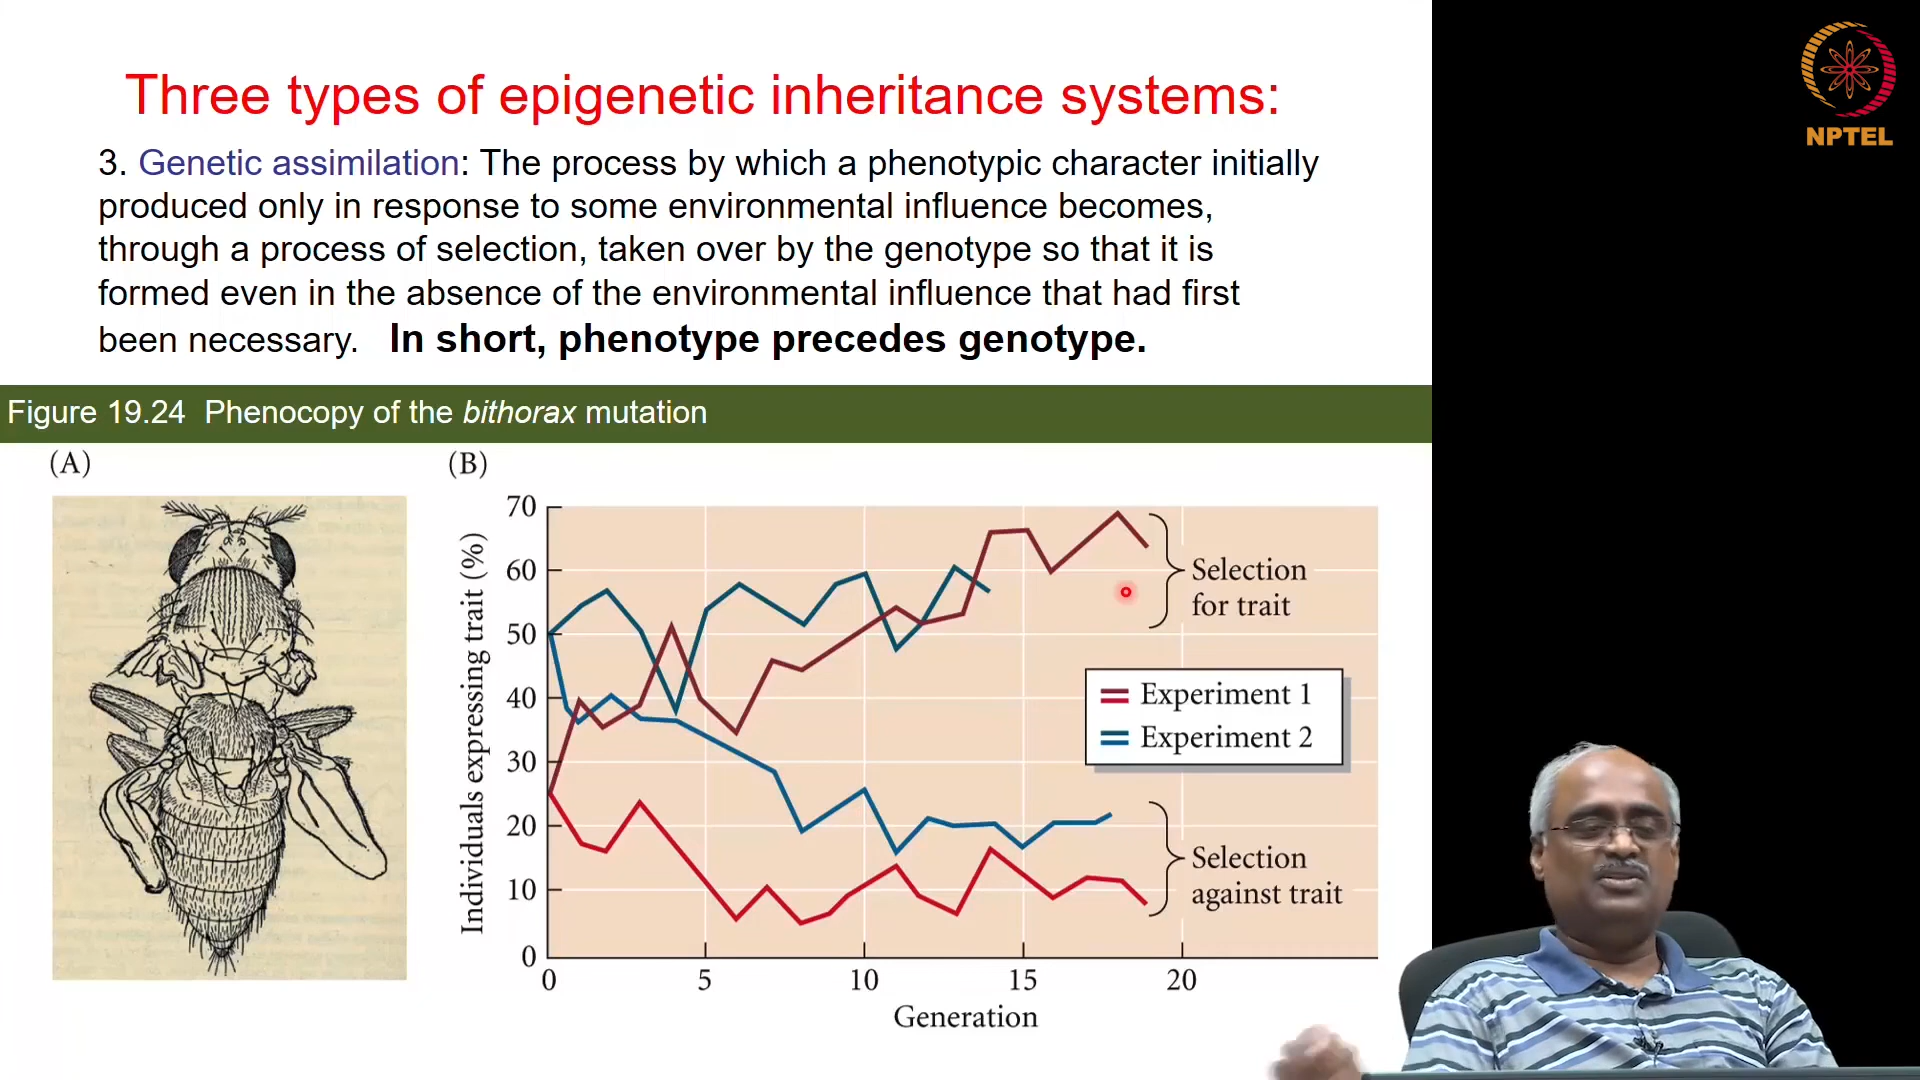 Three types of epigenetic inheritance systems:
3. Genetic assimilation: The process by which a phenotypic character initially
produced only in response to some environmental influence becomes,
through a process of selection, taken over by the genotype so that it is
formed even in the absence of the environmental influence that had first
been necessary. In short, phenotype precedes genotype.
Figure 19.24 Phenocopy of the bithorax mutation
(A)
(B)
Individuals expressing trait (%)
70
60
50
40
30
20
10
0
0 5 10 15 20
Generation
Selection
for trait
Experiment 1
Experiment 2
Selection
against trait
NPTEL